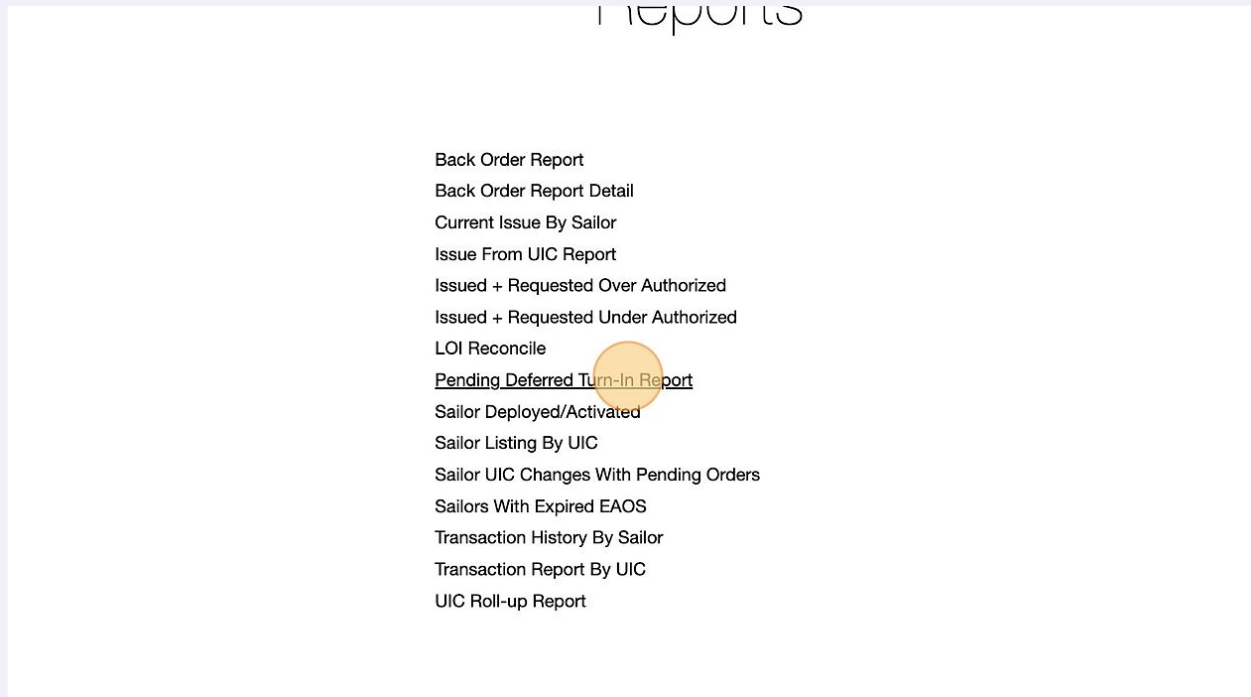 Reports
Back Order Report
Back Order Report Detail
Current Issue By Sailor
Issue From UIC Report
Issued + Requested Over Authorized
Issued + Requested Under Authorized
LOI Reconcile
Pending Deferred Turn-In Report
Sailor Deployed/Activated
Sailor Listing By UIC
Sailor UIC Changes With Pending Orders
Sailors With Expired EAOS
Transaction History By Sailor
Transaction Report By UIC
UIC Roll-up Report